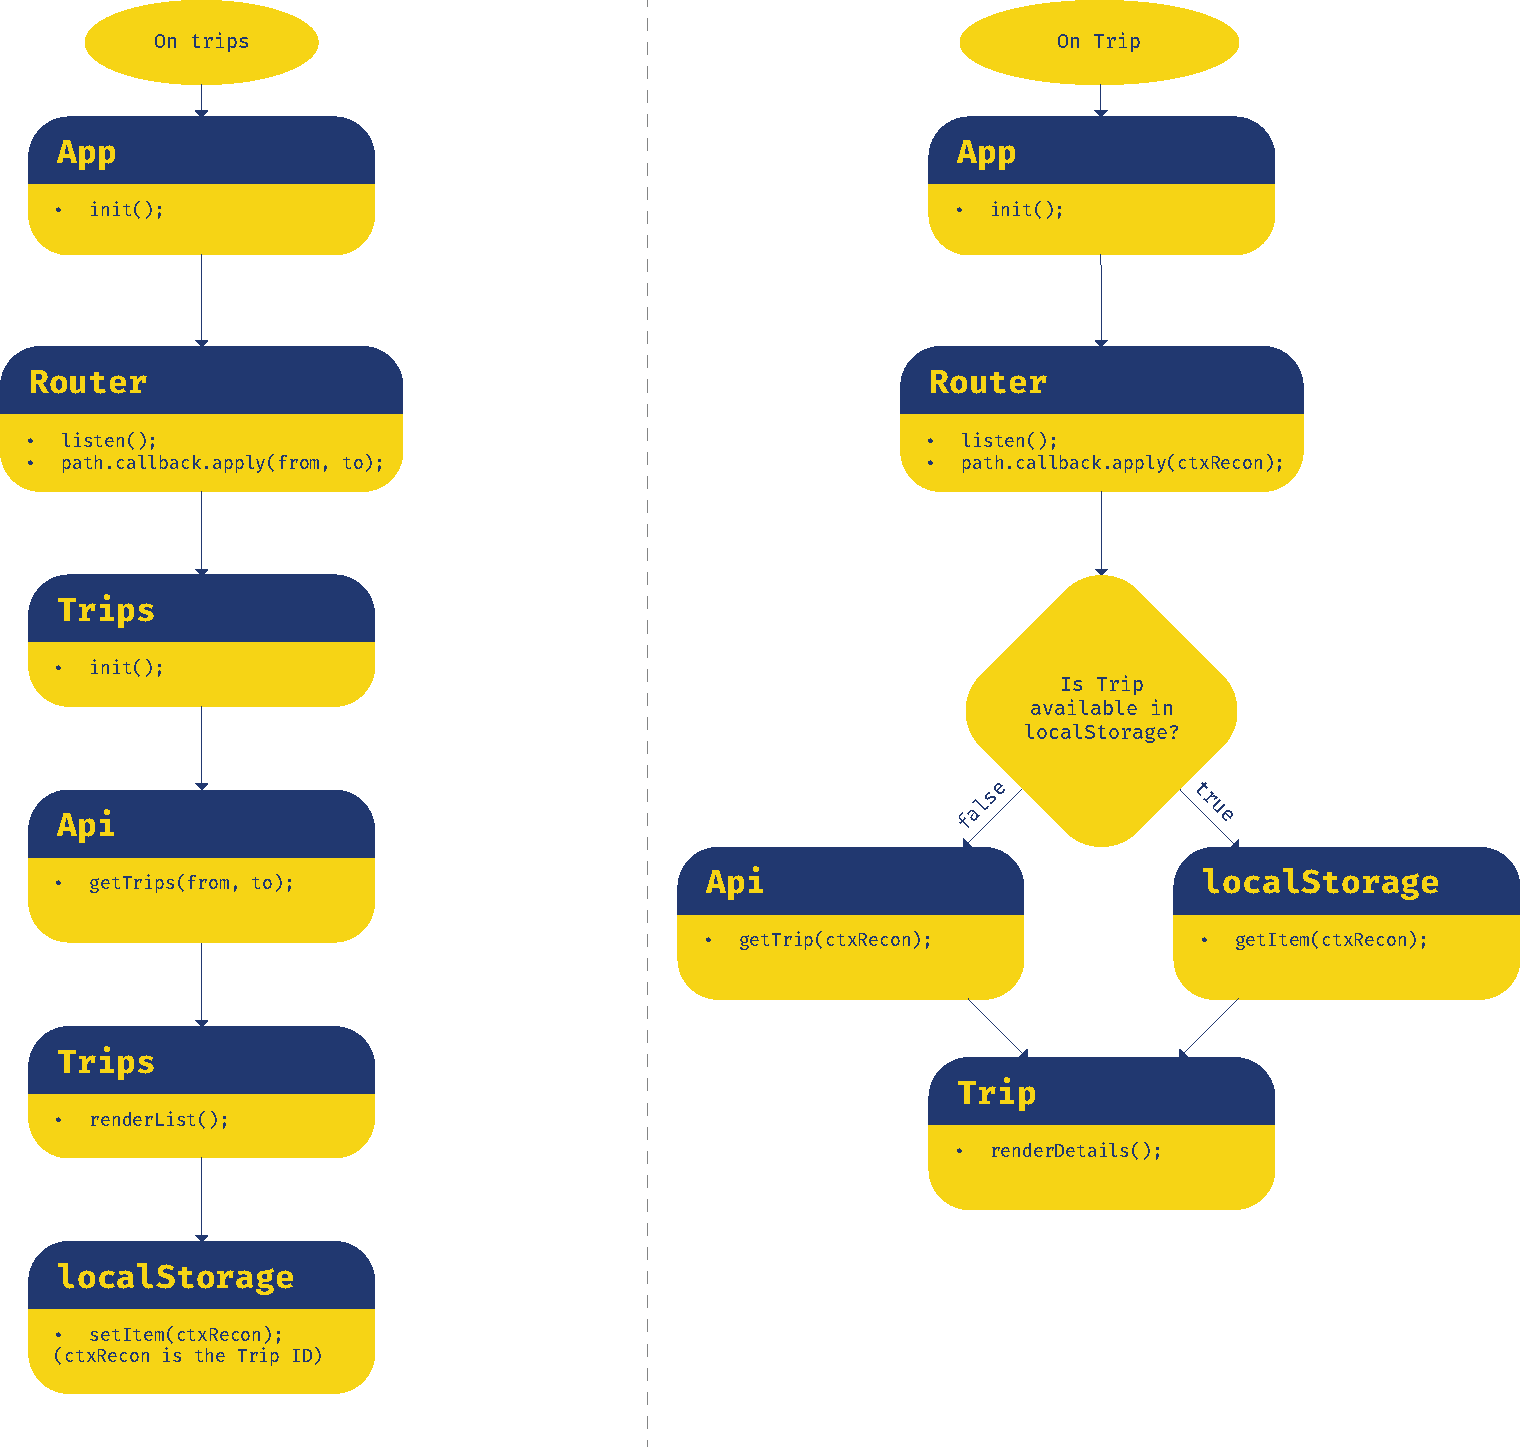 On trips
App
• init();
Router
• listen();
• path.callback.apply(from, to);
Trips
• init();
Api
• getTrips(from, to);
Trips
• renderList();
localStorage
• setItem(ctxRecon);
(ctxRecon is the Trip ID)
On Trip
App
• init();
Router
• listen();
• path.callback.apply(ctxRecon);
Is Trip
available in
localStorage?
false
true
Api
• getTrip(ctxRecon);
localStorage
• getItem(ctxRecon);
Trip
• renderDetails();